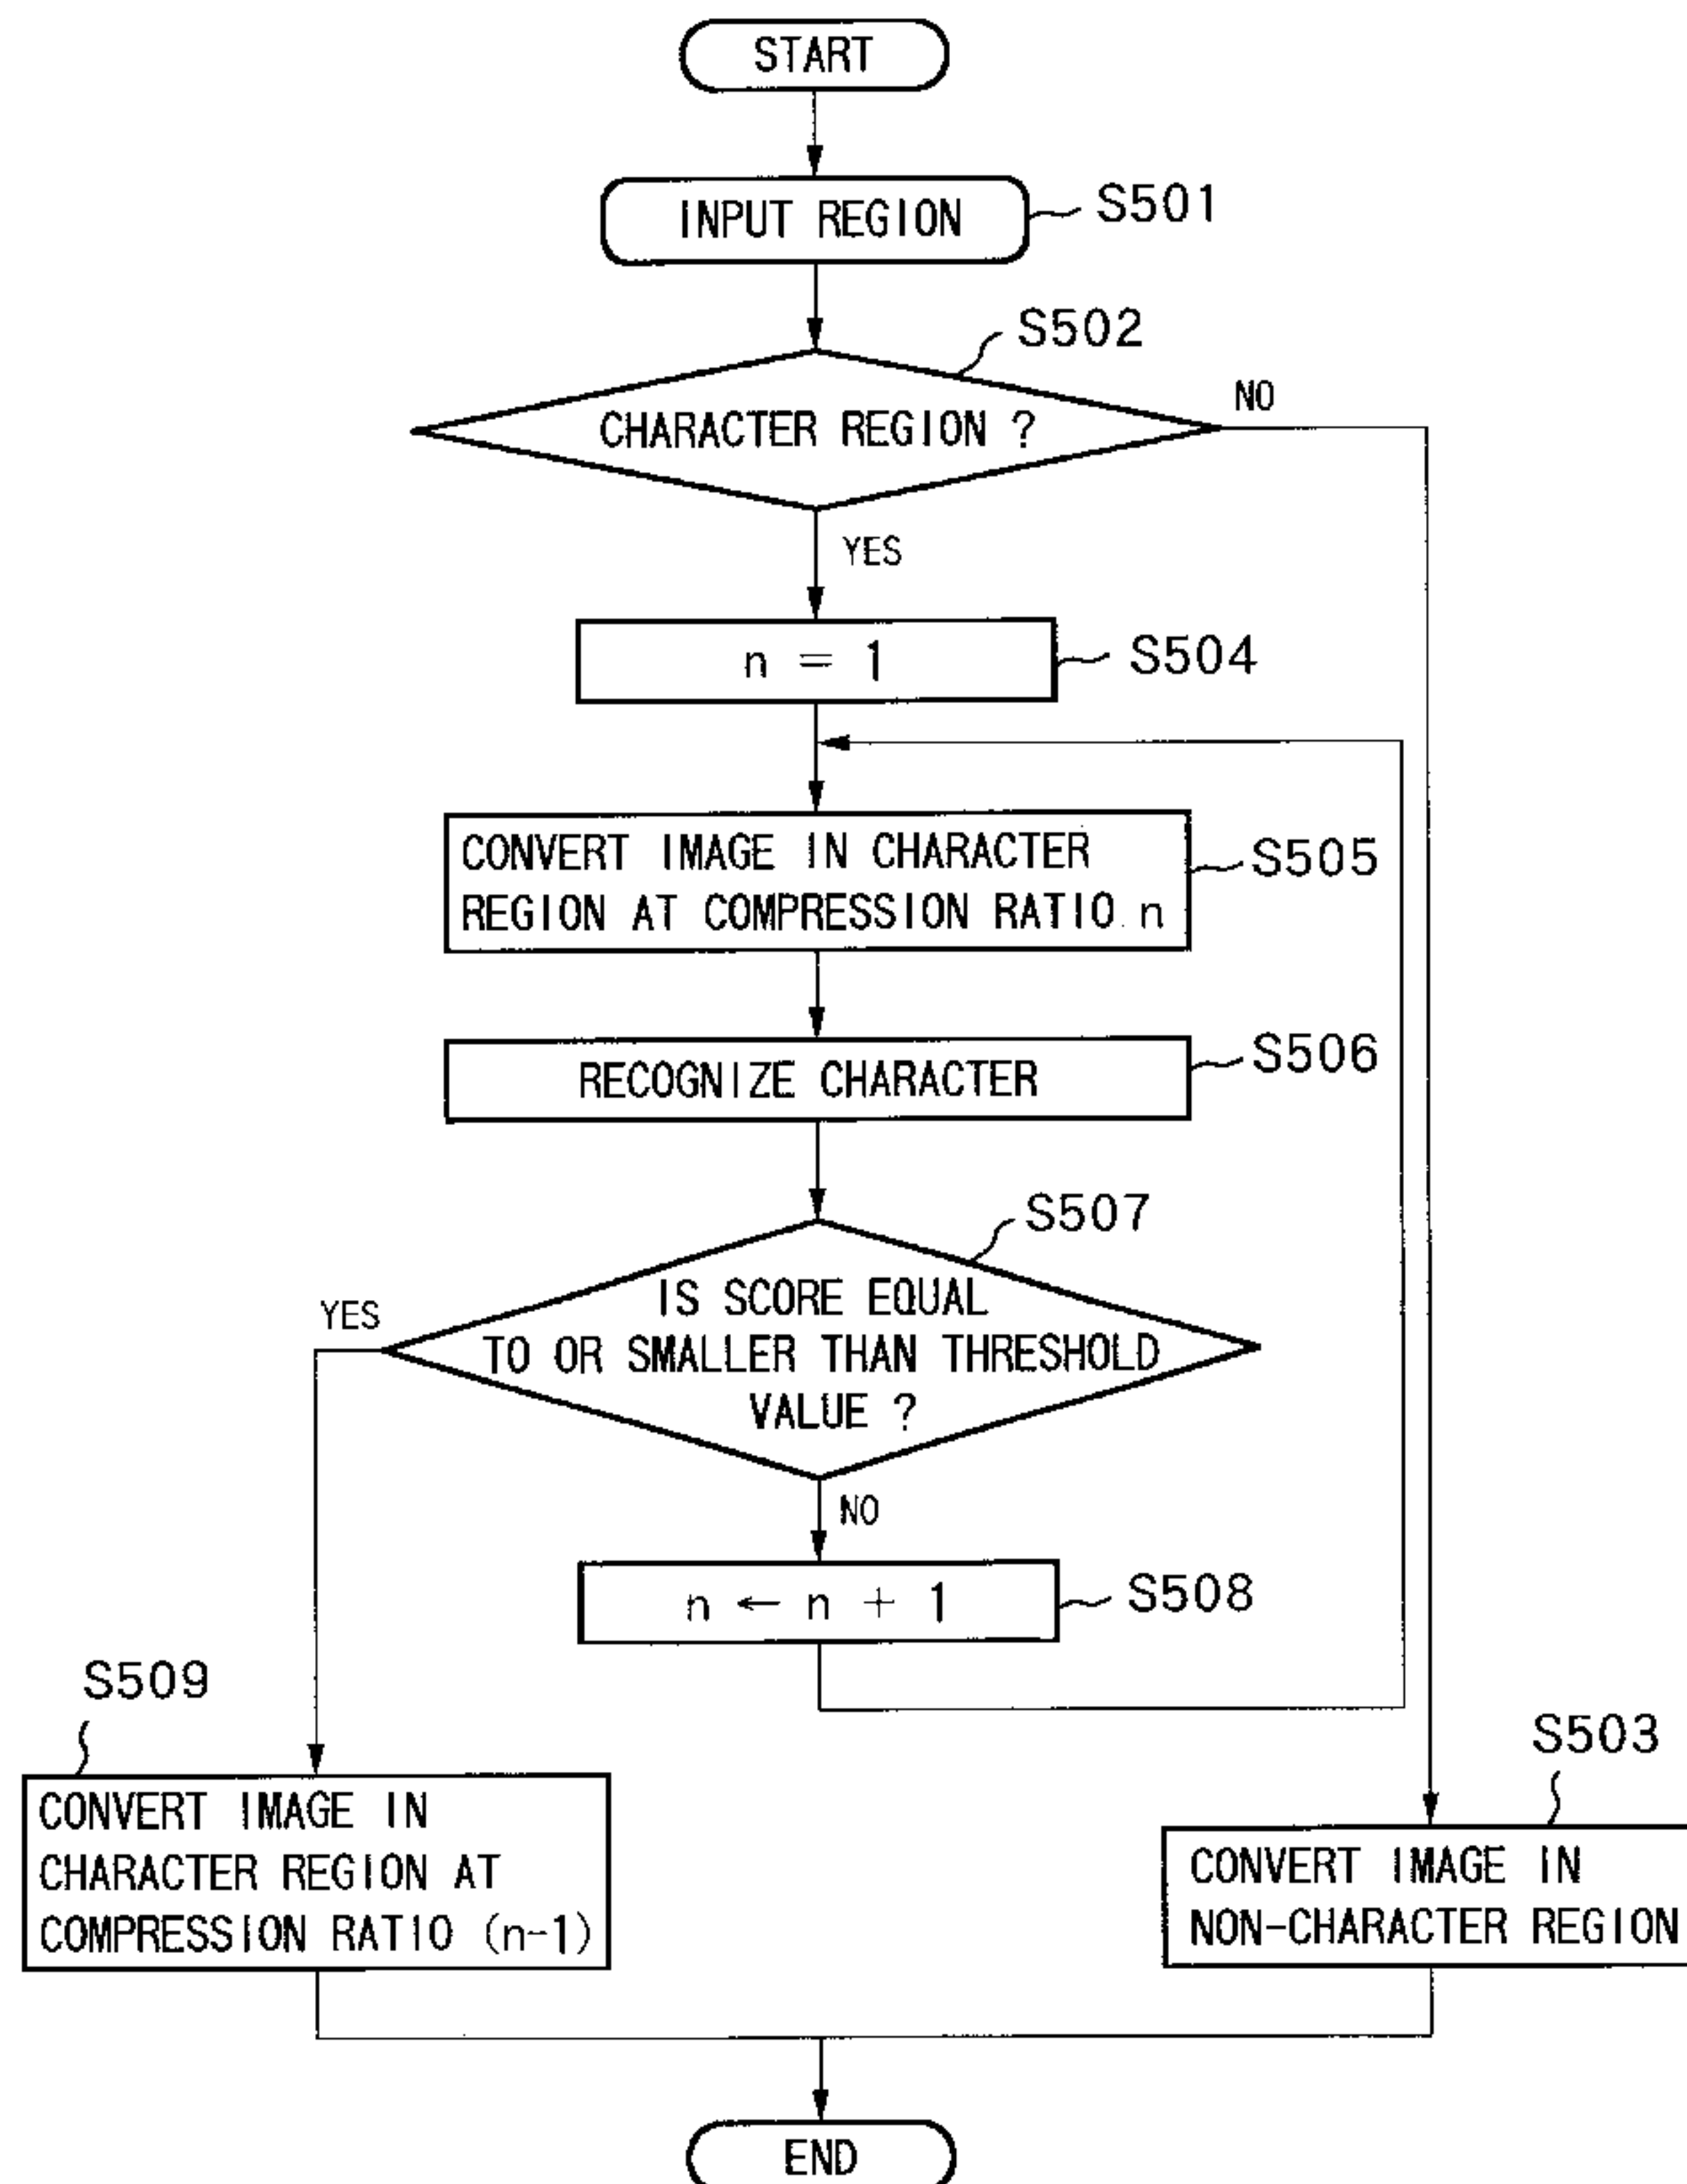 START
INPUT REGION
S501
S502
CHARACTER REGION ?
NO
YES
n = 1
S504
CONVERT IMAGE IN CHARACTER
REGION AT COMPRESSION RATIO n
S505
RECOGNIZE CHARACTER
S506
S507
IS SCORE EQUAL
TO OR SMALLER THAN THRESHOLD
VALUE ?
YES
NO
n ← n + 1
S508
S509
CONVERT IMAGE IN
CHARACTER REGION AT
COMPRESSION RATIO (n-1)
S503
CONVERT IMAGE IN
NON-CHARACTER REGION
END